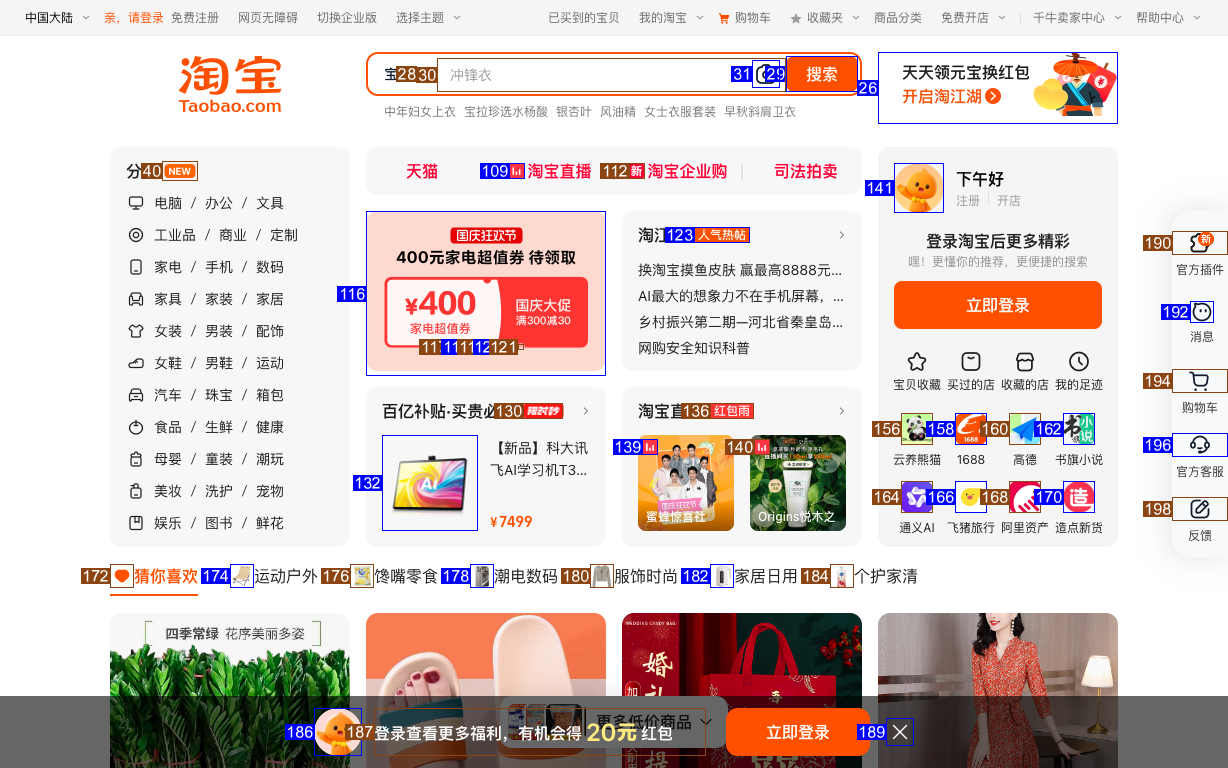 中国大陆 亲，请登录 免费注册 网页无障碍 切换企业版 选择主题 已买到的宝贝 我的淘宝 购物车 收藏夹 商品分类 免费开店 千牛卖家中心 帮助中心
淘宝
Taobao.com
宝 28 30 冲锋衣 31 29 搜索
26
中年妇女上衣 宝拉珍选水杨酸 银杏叶 风油精 女士衣服套装 早秋斜肩卫衣
天天领元宝换红包
开启淘江湖
分 40 NEW
电脑 / 办公 / 文具
工业品 / 商业 / 定制
家电 / 手机 / 数码
家具 / 家装 / 家居
女装 / 男装 / 配饰
女鞋 / 男鞋 / 运动
汽车 / 珠宝 / 箱包
食品 / 生鲜 / 健康
母婴 / 童装 / 潮玩
美妆 / 洗护 / 宠物
娱乐 / 图书 / 鲜花
天猫 109 淘宝直播 112 新 淘宝企业购 司法拍卖
116
国庆狂欢节
400元家电超值券 待领取
¥400
家电超值券
国庆大促
满300减30
121
淘江 123 人气热帖
换淘宝摸鱼皮肤 赢最高8888元...
AI最大的想象力不在手机屏幕，...
乡村振兴第二期—河北省秦皇岛...
网购安全知识科普
百亿补贴·买贵必 130 限时秒
132
AI
【新品】科大讯
飞AI学习机T3...
¥7499
淘宝直 136 红包雨
139 140
国庆狂欢节
蜜蜂惊喜社
Origins悦木之
141
下午好
注册 开店
登录淘宝后更多精彩
嘿！更懂你的推荐，更便捷的搜索
立即登录
宝贝收藏 买过的店 收藏的店 我的足迹
156 158 1688 160 162 书 小说
云养熊猫 1688 高德 书旗小说
164 166 168 170 造
通义AI 飞猪旅行 阿里资产 造点新货
190 新
官方插件
192
消息
194
购物车
196
官方客服
198
反馈
172 猜你喜欢 174 运动户外 176 馋嘴零食 178 潮电数码 180 服饰时尚 182 家居日用 184 个护家清
四季常绿 花序美丽多姿
WEDDING CANDY BAG
婚
礼
加
喜
更多低价商品
186 187 登录查看更多福利，有机会得 20元 红包 立即登录 189